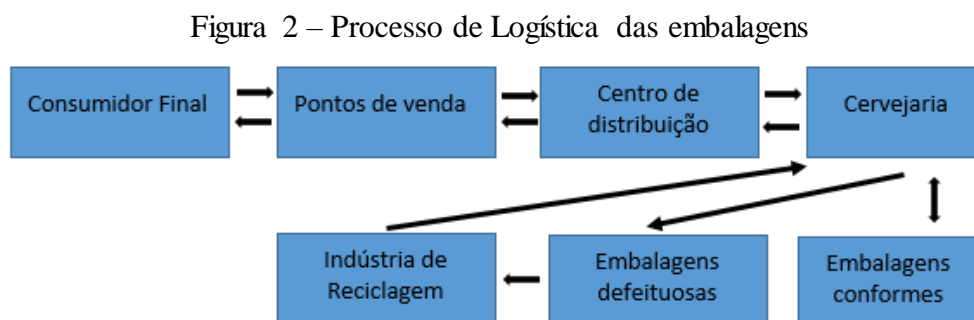 Figura 2 – Processo de Logística das embalagens
Consumidor Final
Pontos de venda
Centro de
distribuição
Cervejaria
Indústria de
Reciclagem
Embalagens
defeituosas
Embalagens
conformes